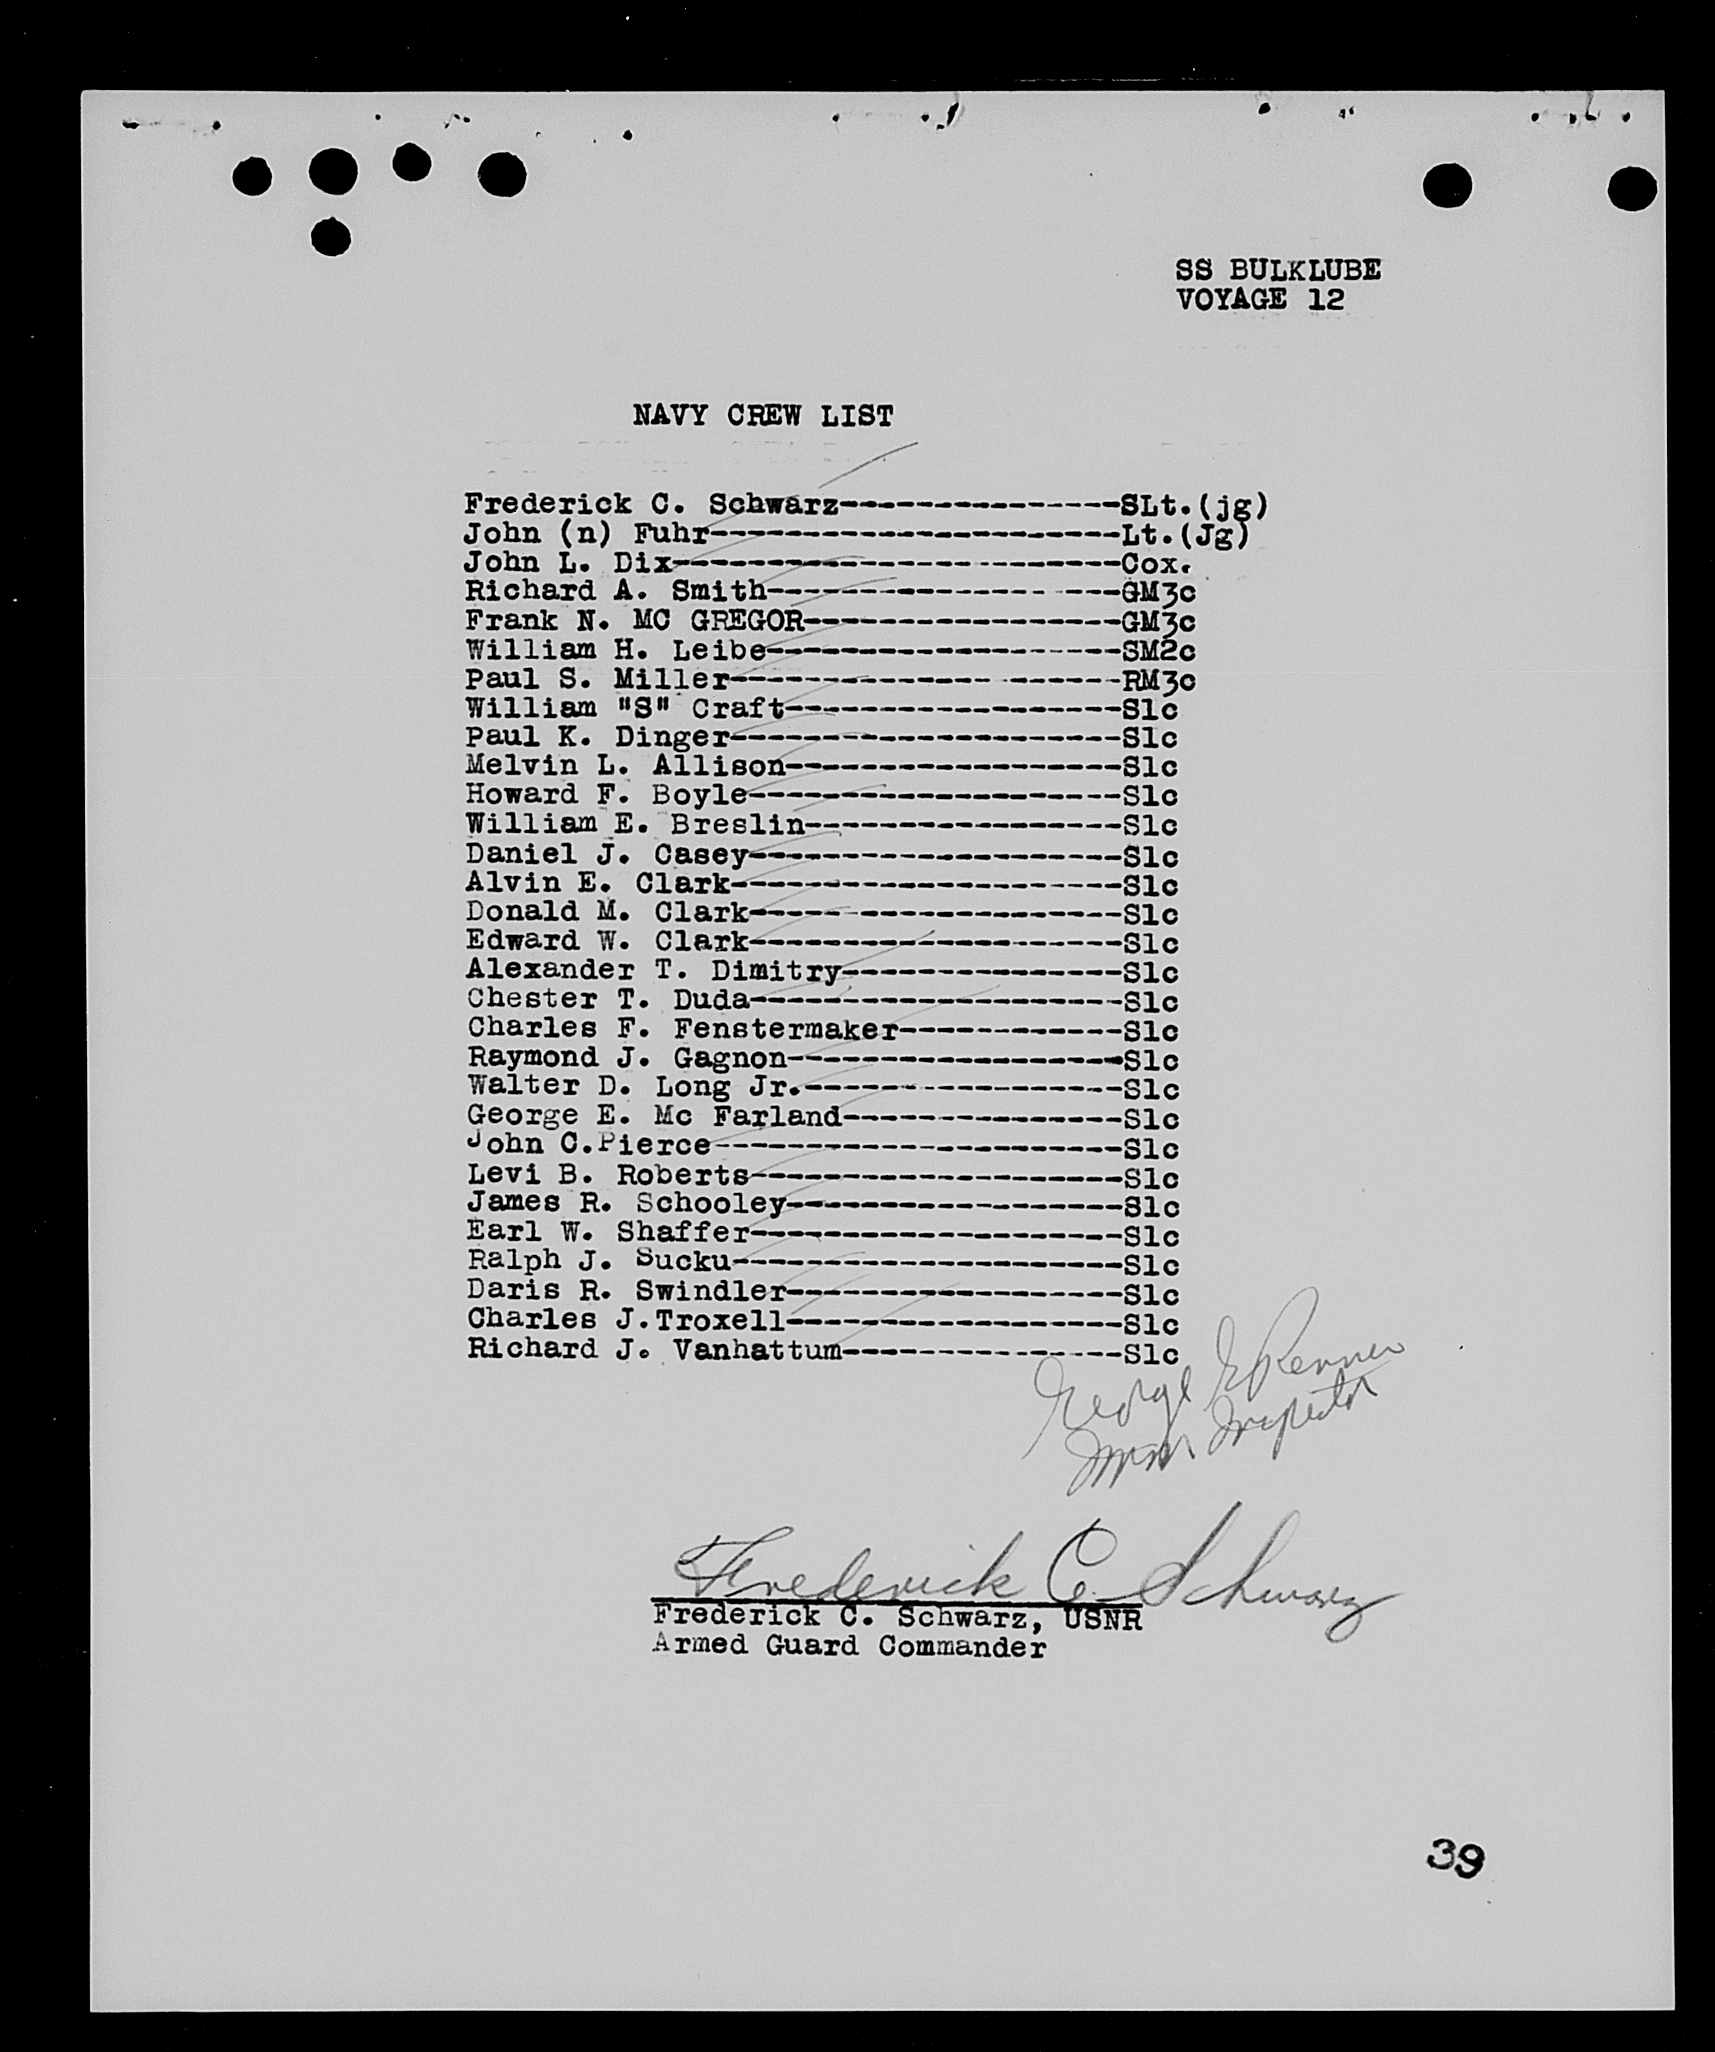 SS BULKLUBE
VOYAGE 12
NAVY CREW LIST
Frederick C. Schwarz---------------SLt.(jg)
John (n) Fuhr----------------------Lt.(Jg)
John L. Dix------------------------Cox.
Richard A. Smith-------------------GM3c
Frank N. MC GREGOR-----------------GM3c
William H. Leibe-------------------SM2c
Paul S. Miller---------------------RM3c
William "S" Craft------------------S1c
Paul K. Dinger---------------------S1c
Melvin L. Allison------------------S1c
Howard F. Boyle--------------------S1c
William E. Breslin-----------------S1c
Daniel J. Casey--------------------S1c
Alvin E. Clark---------------------S1c
Donald M. Clark--------------------S1c
Edward W. Clark--------------------S1c
Alexander T. Dimitry---------------S1c
Chester T. Duda--------------------S1c
Charles F. Fenstermaker------------S1c
Raymond J. Gagnon------------------S1c
Walter D. Long Jr.-----------------S1c
George E. Mc Farland---------------S1c
John C.Pierce----------------------S1c
Levi B. Roberts--------------------S1c
James R. Schooley------------------S1c
Earl W. Shaffer--------------------S1c
Ralph J. Sucku---------------------S1c
Daris R. Swindler------------------S1c
Charles J.Troxell------------------S1c
Richard J. Vanhattum---------------S1c
George E Renner
Imm Inspector
Frederick C. Schwarz
Frederick C. Schwarz, USNR
Armed Guard Commander
39